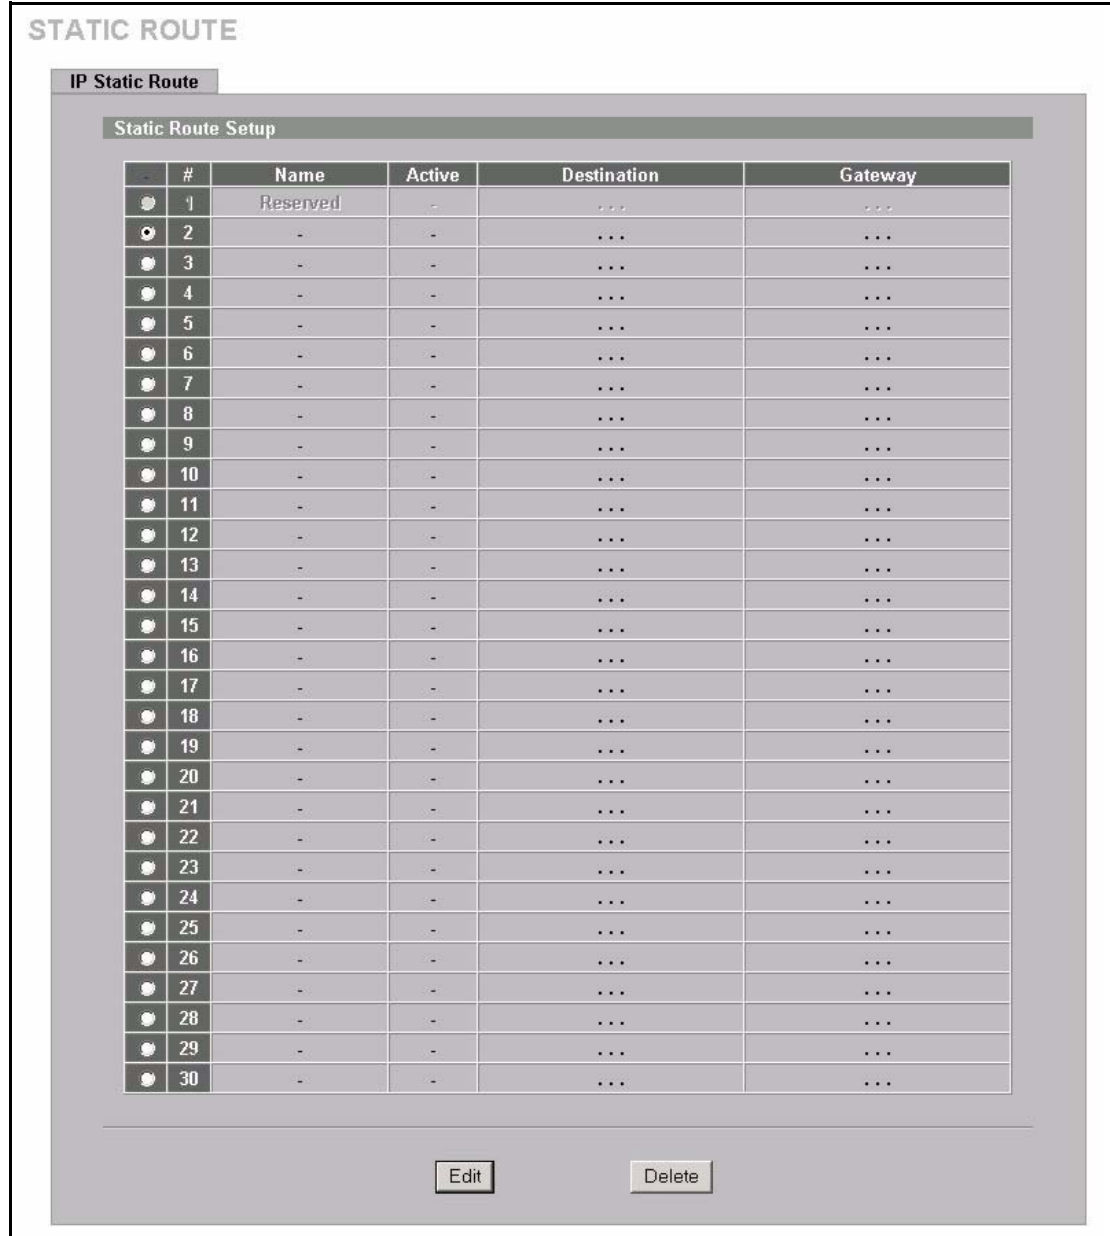 STATIC ROUTE
IP Static Route
Static Route Setup
- # Name Active Destination Gateway
1 Reserved - . . . . . .
2 - - . . . . . .
3 - - . . . . . .
4 - - . . . . . .
5 - - . . . . . .
6 - - . . . . . .
7 - - . . . . . .
8 - - . . . . . .
9 - - . . . . . .
10 - - . . . . . .
11 - - . . . . . .
12 - - . . . . . .
13 - - . . . . . .
14 - - . . . . . .
15 - - . . . . . .
16 - - . . . . . .
17 - - . . . . . .
18 - - . . . . . .
19 - - . . . . . .
20 - - . . . . . .
21 - - . . . . . .
22 - - . . . . . .
23 - - . . . . . .
24 - - . . . . . .
25 - - . . . . . .
26 - - . . . . . .
27 - - . . . . . .
28 - - . . . . . .
29 - - . . . . . .
30 - - . . . . . .
Edit Delete